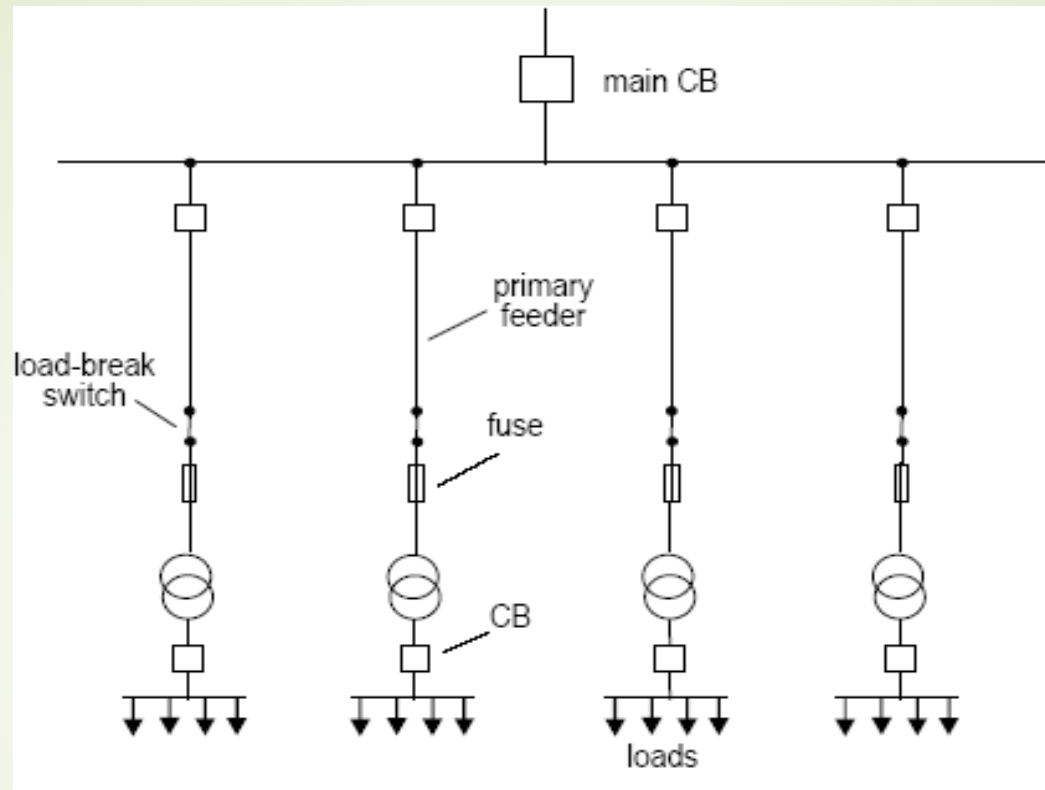 main CB
primary
feeder
load-break
switch
fuse
CB
loads